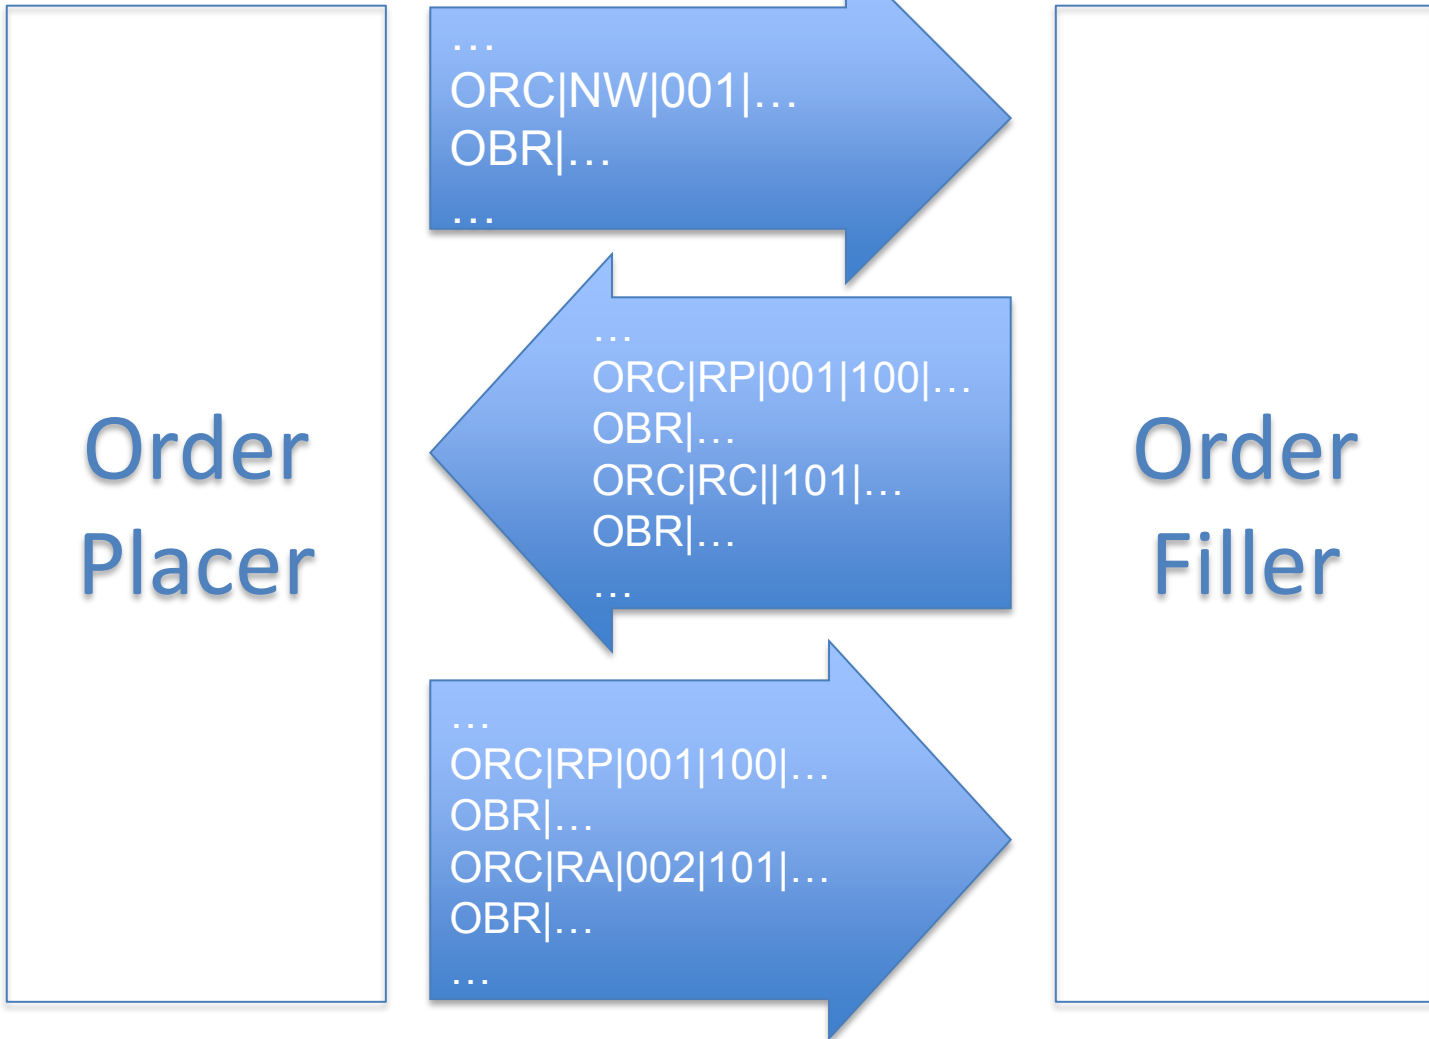 Order
Placer
…
ORC|NW|001|…
OBR|…
…
…
ORC|RP|001|100|…
OBR|…
ORC|RC||101|…
OBR|…
…
…
ORC|RP|001|100|…
OBR|…
ORC|RA|002|101|…
OBR|…
…
Order
Filler